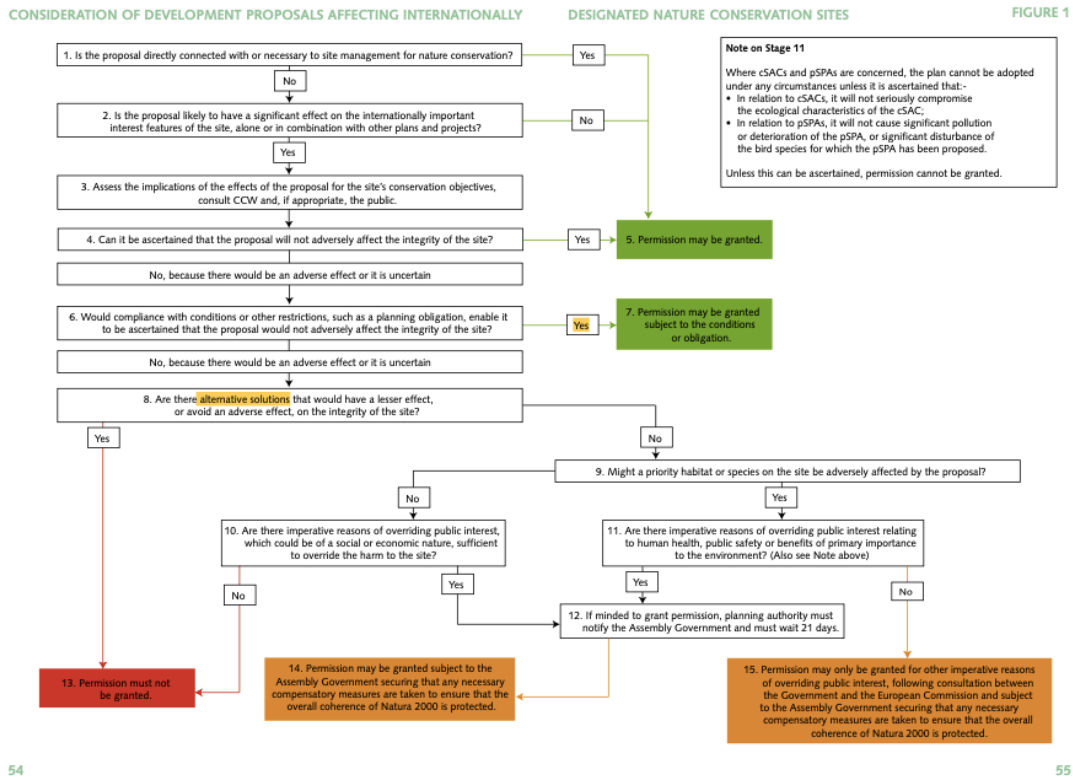 CONSIDERATION OF DEVELOPMENT PROPOSALS AFFECTING INTERNATIONALLY
DESIGNATED NATURE CONSERVATION SITES
FIGURE 1
1. Is the proposal directly connected with or necessary to site management for nature conservation?
Yes
No
Note on Stage 11
Where cSACs and pSPAs are concerned, the plan cannot be adopted
under any circumstances unless it is ascertained that:-
• In relation to cSACs, it will not seriously compromise
the ecological characteristics of the cSAC;
• In relation to pSPAs, it will not cause significant pollution
or deterioration of the pSPA, or significant disturbance of
the bird species for which the pSPA has been proposed.
Unless this can be ascertained, permission cannot be granted.
2. Is the proposal likely to have a significant effect on the internationally important
interest features of the site, alone or in combination with other plans and projects?
No
Yes
3. Assess the implications of the effects of the proposal for the site's conservation objectives,
consult CCW and, if appropriate, the public.
4. Can it be ascertained that the proposal will not adversely affect the integrity of the site?
Yes
5. Permission may be granted.
No, because there would be an adverse effect or it is uncertain
6. Would compliance with conditions or other restrictions, such as a planning obligation, enable it
to be ascertained that the proposal would not adversely affect the integrity of the site?
Yes
7. Permission may be granted
subject to the conditions
or obligation.
No, because there would be an adverse effect or it is uncertain
8. Are there alternative solutions that would have a lesser effect,
or avoid an adverse effect, on the integrity of the site?
Yes
No
9. Might a priority habitat or species on the site be adversely affected by the proposal?
No
Yes
10. Are there imperative reasons of overriding public interest,
which could be of a social or economic nature, sufficient
to override the harm to the site?
11. Are there imperative reasons of overriding public interest relating
to human health, public safety or benefits of primary importance
to the environment? (Also see Note above)
No
Yes
Yes
No
12. If minded to grant permission, planning authority must
notify the Assembly Government and must wait 21 days.
13. Permission must not
be granted.
14. Permission may be granted subject to the
Assembly Government securing that any necessary
compensatory measures are taken to ensure that the
overall coherence of Natura 2000 is protected.
15. Permission may only be granted for other imperative reasons
of overriding public interest, following consultation between
the Government and the European Commission and subject
to the Assembly Government securing that any necessary
compensatory measures are taken to ensure that the overall
coherence of Natura 2000 is protected.
54
55